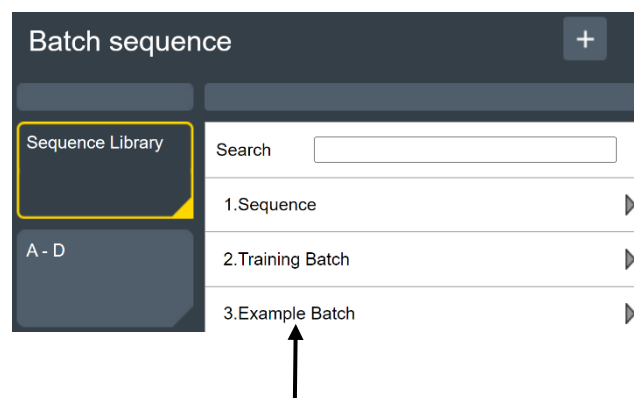 Batch sequence +
Sequence Library
Search
1.Sequence
A - D
2.Training Batch
3.Example Batch